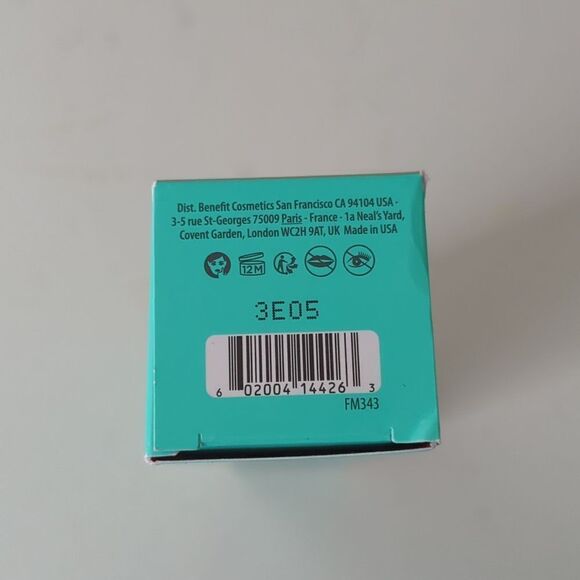 Dist. Benefit Cosmetics San Francisco CA 94104 USA -
3-5 rue St-Georges 75009 Paris - France - 1a Neal's Yard,
Covent Garden, London WC2H 9AT, UK Made in USA
12M
3E05
6 02004 14426 3
FM343